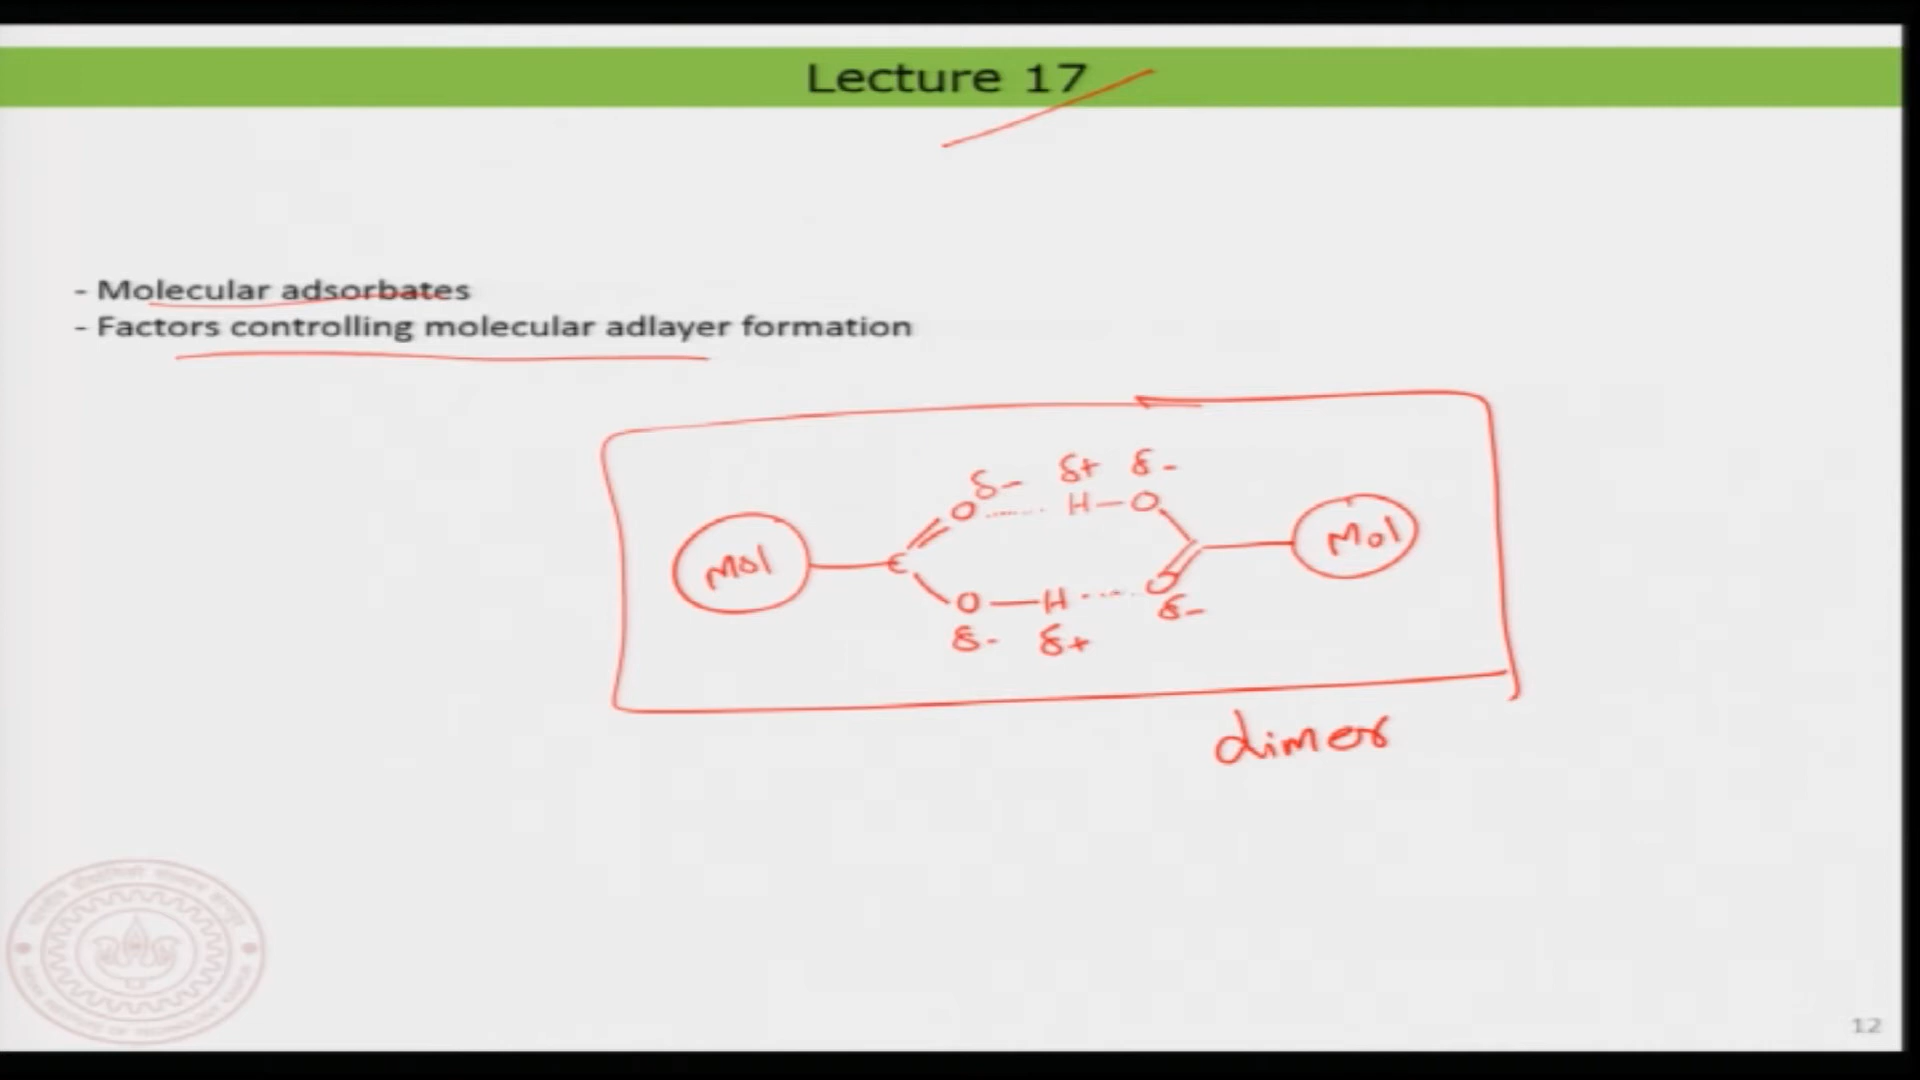 Lecture 17
- Molecular adsorbates
- Factors controlling molecular adlayer formation
δ- δ+ δ-
O ...... H-O
Mol C Mol
O-H ..... O
δ- δ+ δ-
dimer
12